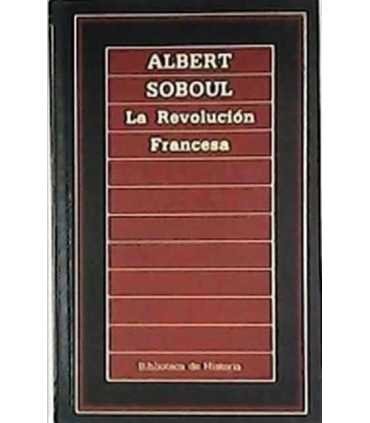 ALBERT
SOBOUL
La Revolución
Francesa
Biblioteca de Historia